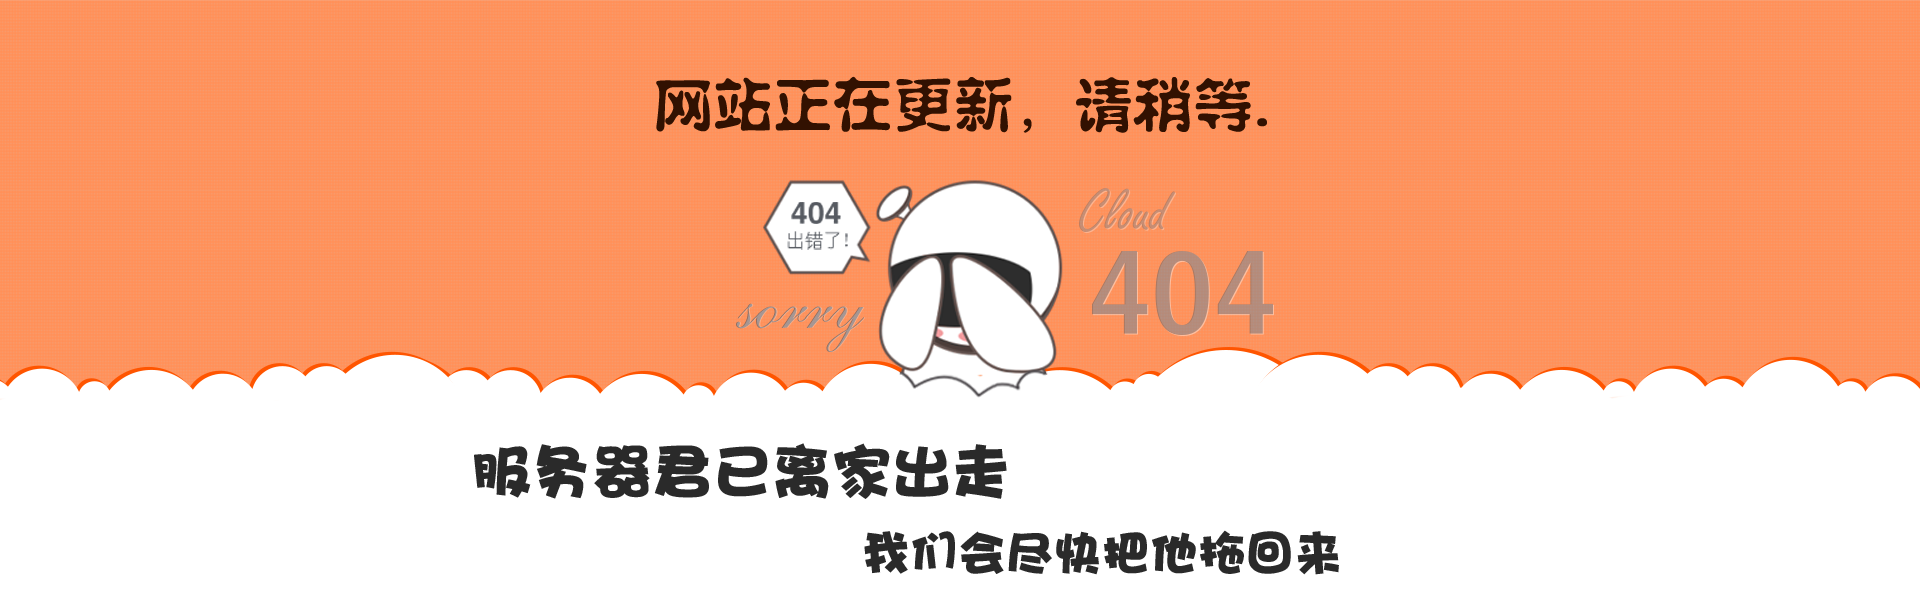 网站正在更新，请稍等.
404
出错了!
Cloud
404
sorry
服务器君已离家出走
我们会尽快把他拖回来